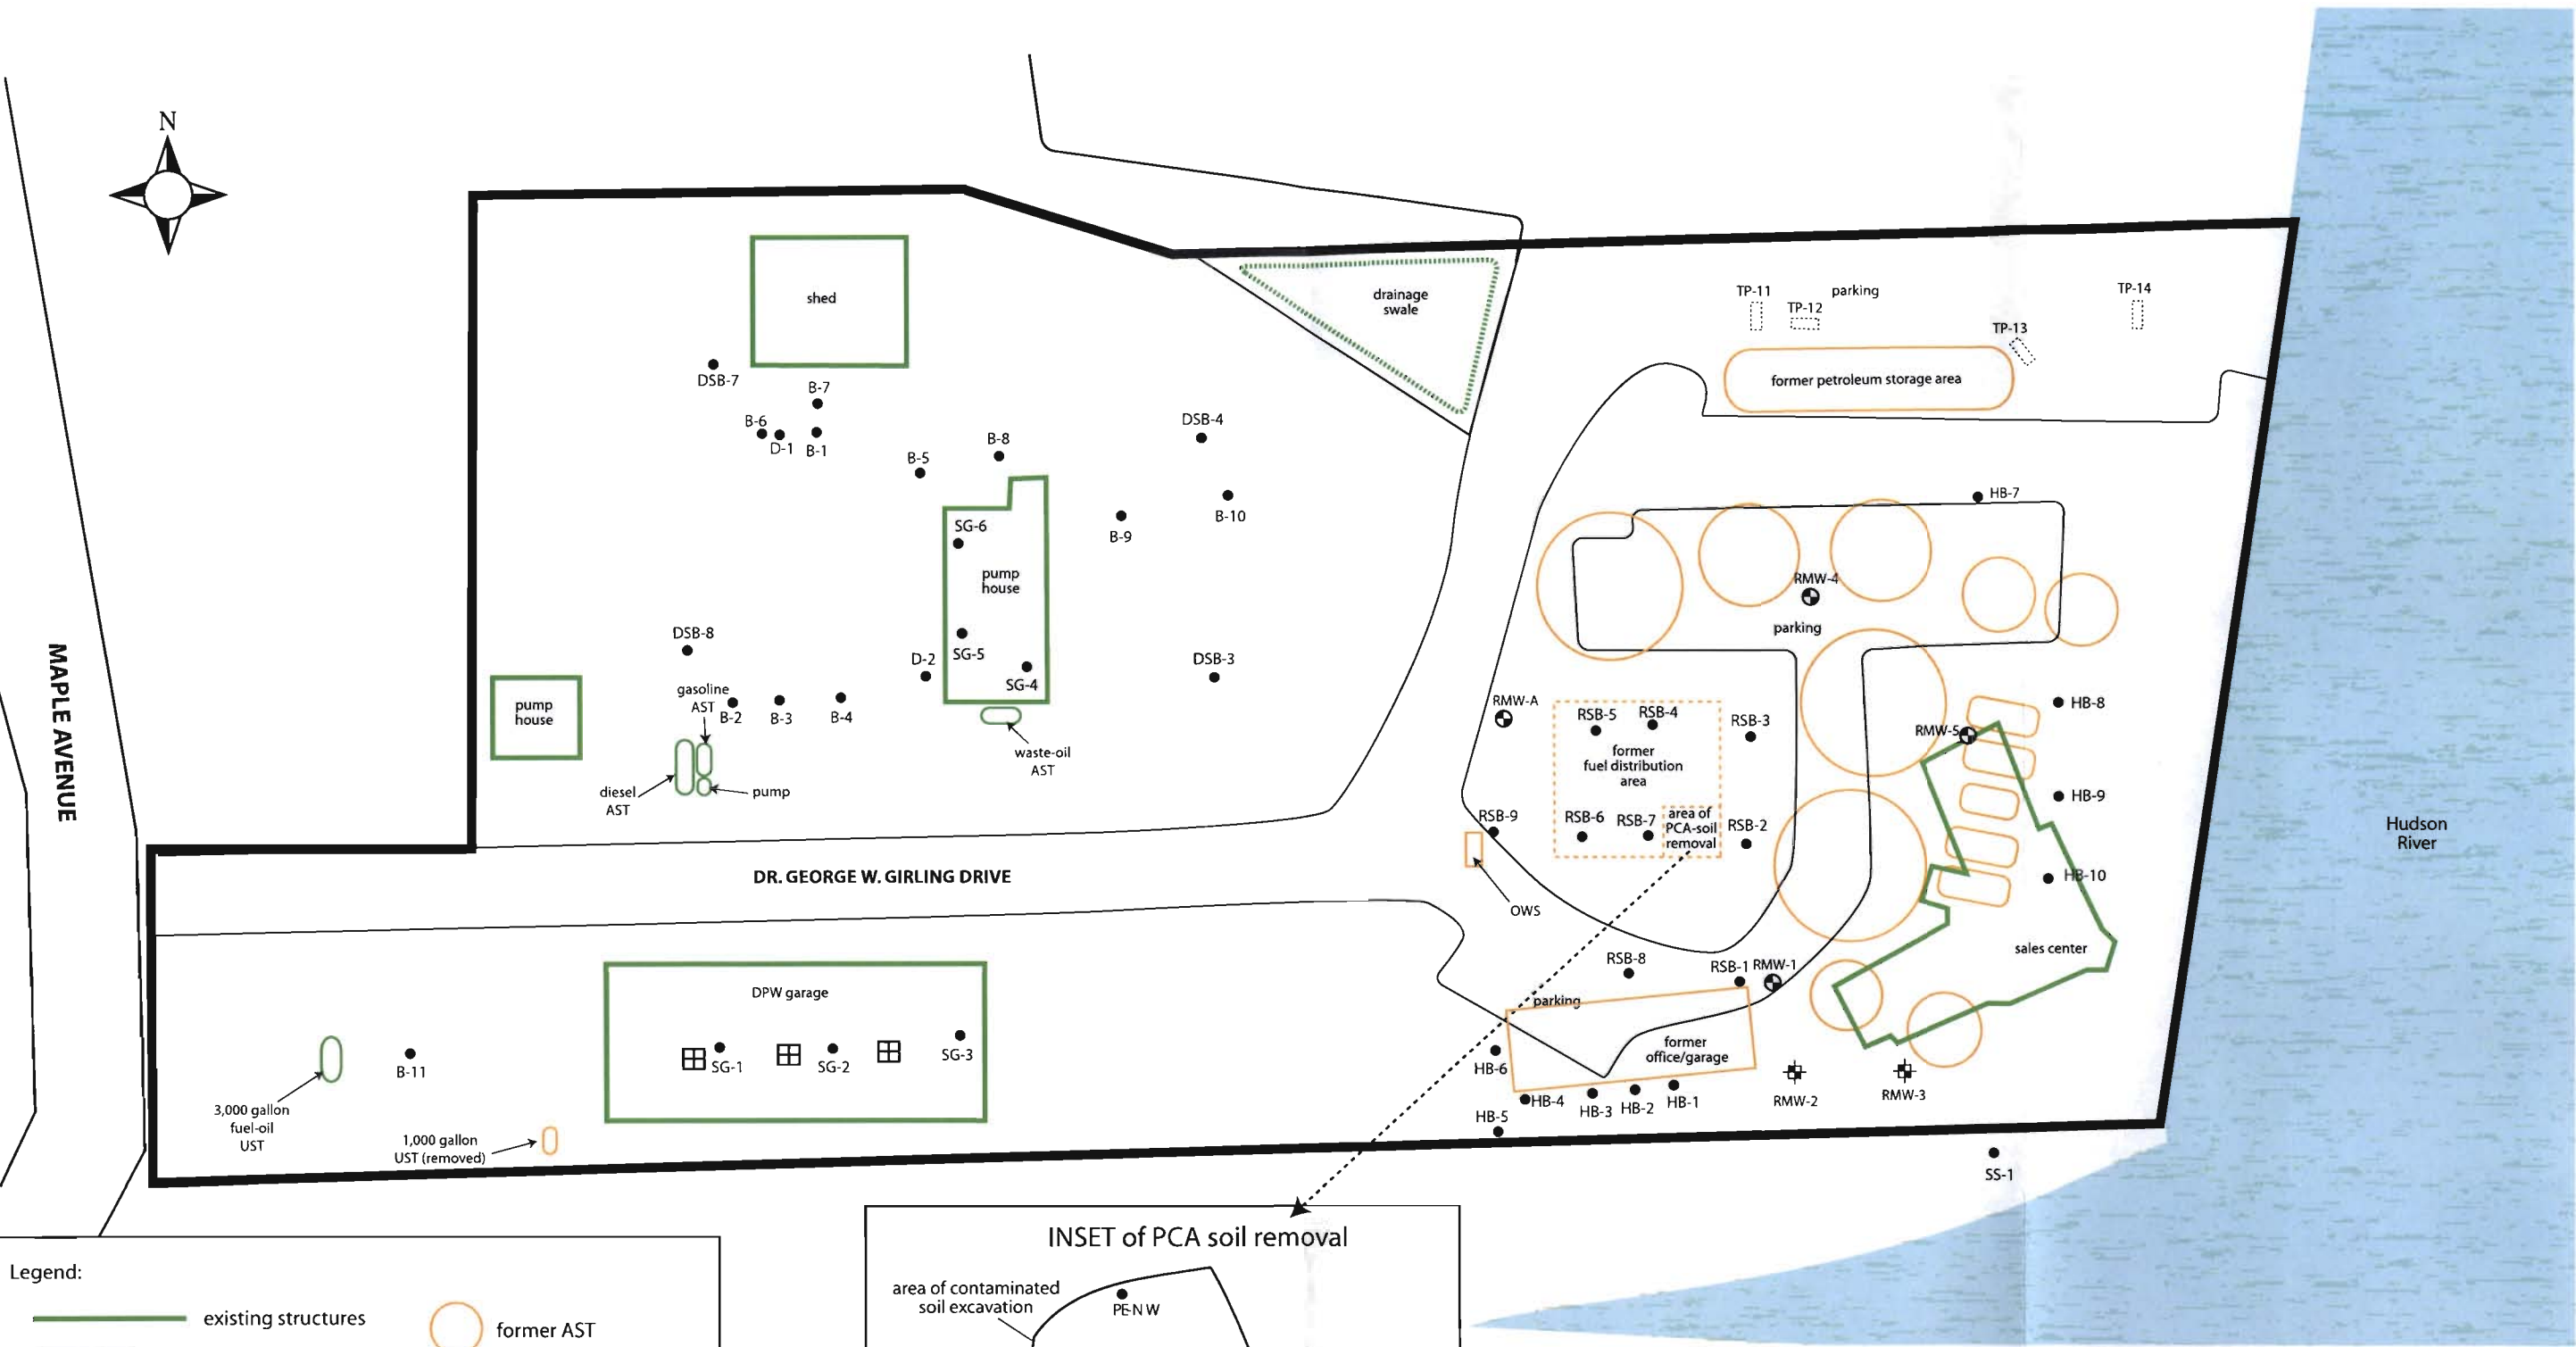 N
shed
drainage
swale
TP-11
parking
TP-12
TP-14
TP-13
former petroleum storage area
DSB-7
B-7
B-6
D-1
B-1
B-5
B-8
DSB-4
B-10
B-9
HB-7
SG-6
pump
house
SG-5
SG-4
RMW-4
parking
DSB-8
D-2
DSB-3
MAPLE AVENUE
pump
house
gasoline
AST
B-2
B-3
B-4
waste-oil
AST
diesel
AST
pump
RMW-A
RSB-5
RSB-4
RSB-3
former
fuel distribution
area
RMW-5
HB-8
HB-9
RSB-9
RSB-6
RSB-7
area of
PCA-soil
removal
RSB-2
Hudson
River
DR. GEORGE W. GIRLING DRIVE
HB-10
OWS
sales center
RSB-8
RSB-1
RMW-1
parking
DPW garage
SG-1
SG-2
SG-3
former
office/garage
HB-6
HB-4
HB-3
HB-2
HB-1
HB-5
RMW-2
RMW-3
B-11
3,000 gallon
fuel-oil
UST
1,000 gallon
UST (removed)
SS-1
INSET of PCA soil removal
area of contaminated
soil excavation
PE-N W
Legend:
existing structures
former AST